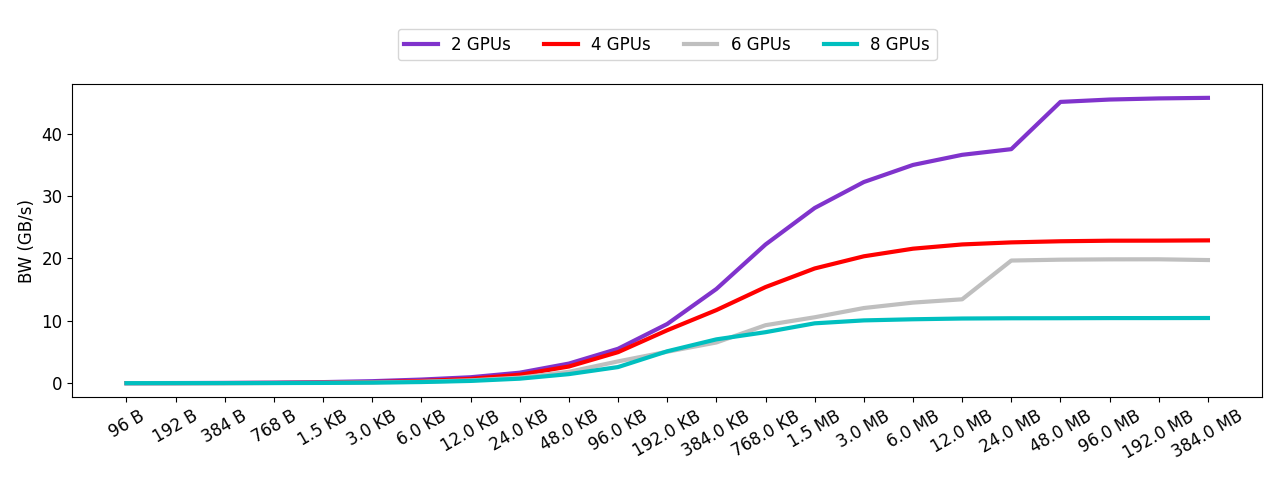 2 GPUs 4 GPUs 6 GPUs 8 GPUs
BW (GB/s)
40
30
20
10
0
96 B 192 B 384 B 768 B 1.5 KB 3.0 KB 6.0 KB 12.0 KB 24.0 KB 48.0 KB 96.0 KB 192.0 KB 384.0 KB 768.0 KB 1.5 MB 3.0 MB 6.0 MB 12.0 MB 24.0 MB 48.0 MB 96.0 MB 192.0 MB 384.0 MB